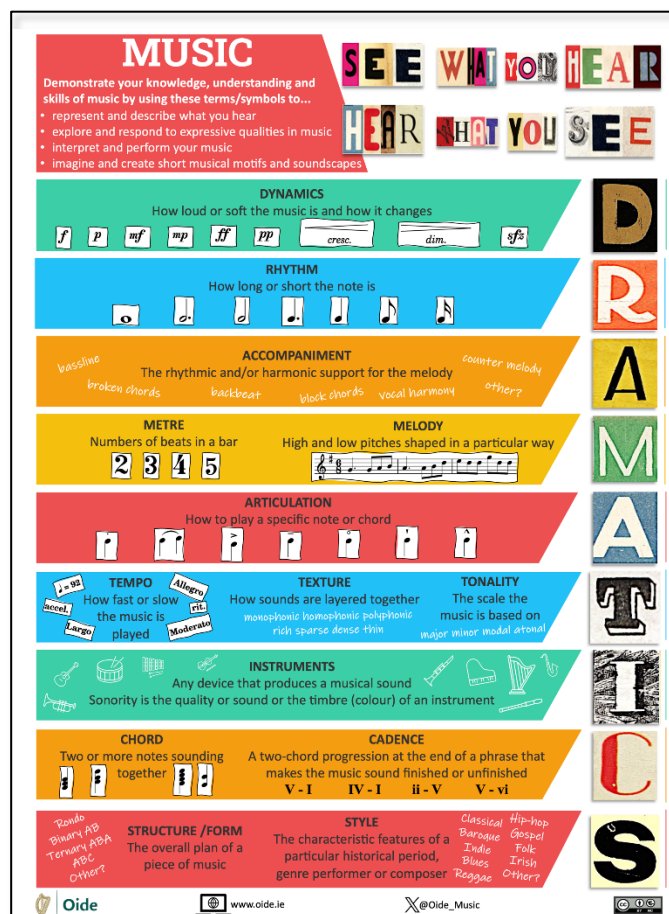 MUSIC
Demonstrate your knowledge, understanding and
skills of music by using these terms/symbols to...
• represent and describe what you hear
• explore and respond to expressive qualities in music
• interpret and perform your music
• imagine and create short musical motifs and soundscapes
SEE WHAT YOU HEAR
HEAR WHAT YOU SEE
DYNAMICS
How loud or soft the music is and how it changes
f p mf mp ff pp cresc. dim. sfz
D
RHYTHM
How long or short the note is
R
ACCOMPANIMENT
The rhythmic and/or harmonic support for the melody
bassline
broken chords
backbeat
block chords
vocal harmony
counter melody
other?
A
METRE
Numbers of beats in a bar
2 3 4 5
MELODY
High and low pitches shaped in a particular way
6
8
M
ARTICULATION
How to play a specific note or chord
A
TEMPO
How fast or slow
the music is
played
♩ = 92
accel.
Largo
Allegro
rit.
Moderato
TEXTURE
How sounds are layered together
monophonic homophonic polyphonic
rich sparse dense thin
TONALITY
The scale the
music is based on
major minor modal atonal
T
INSTRUMENTS
Any device that produces a musical sound
Sonority is the quality or sound or the timbre (colour) of an instrument
I
CHORD
Two or more notes sounding
together
CADENCE
A two-chord progression at the end of a phrase that
makes the music sound finished or unfinished
V - I IV - I ii - V V - vi
C
Rondo
Binary AB
Ternary ABA
ABC
Other?
STRUCTURE /FORM
The overall plan of a
piece of music
STYLE
The characteristic features of a
particular historical period,
genre performer or composer
Classical
Baroque
Indie
Blues
Reggae
Hip-hop
Gospel
Folk
Irish
Other?
S
Oide
www.oide.ie
X@Oide_Music